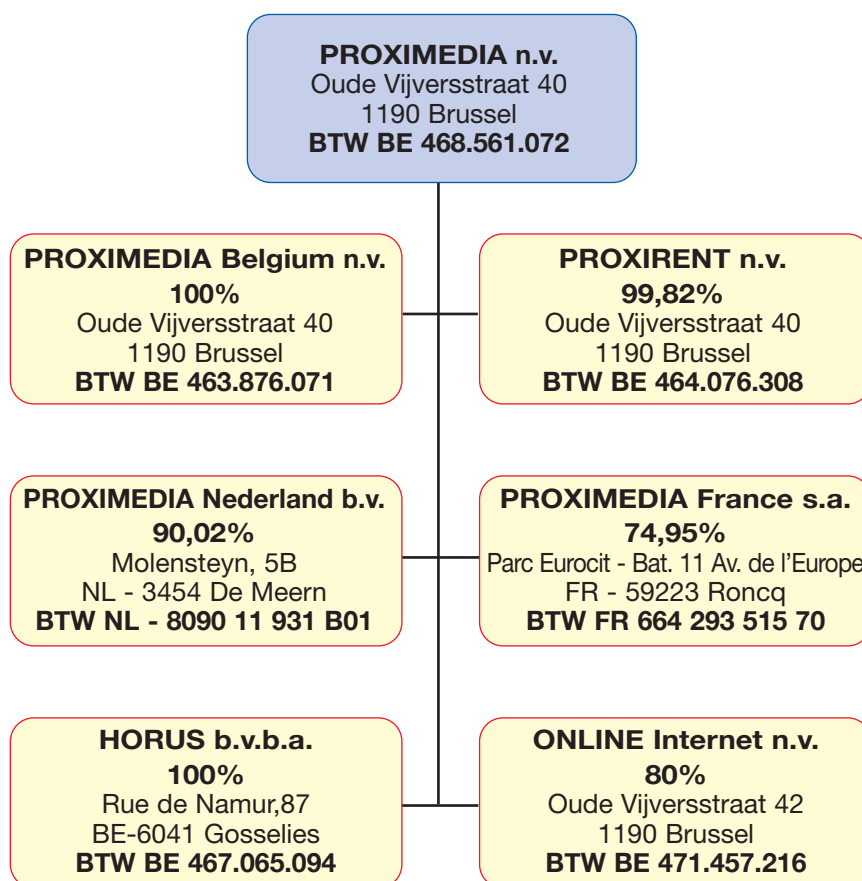 PROXIMEDIA n.v.
Oude Vijversstraat 40
1190 Brussel
BTW BE 468.561.072
PROXIMEDIA Belgium n.v.
100%
Oude Vijversstraat 40
1190 Brussel
BTW BE 463.876.071
PROXIRENT n.v.
99,82%
Oude Vijversstraat 40
1190 Brussel
BTW BE 464.076.308
PROXIMEDIA Nederland b.v.
90,02%
Molensteyn, 5B
NL - 3454 De Meern
BTW NL - 8090 11 931 B01
PROXIMEDIA France s.a.
74,95%
Parc Eurocit - Bat. 11 Av. de l’Europe
FR - 59223 Roncq
BTW FR 664 293 515 70
HORUS b.v.b.a.
100%
Rue de Namur,87
BE-6041 Gosselies
BTW BE 467.065.094
ONLINE Internet n.v.
80%
Oude Vijversstraat 42
1190 Brussel
BTW BE 471.457.216